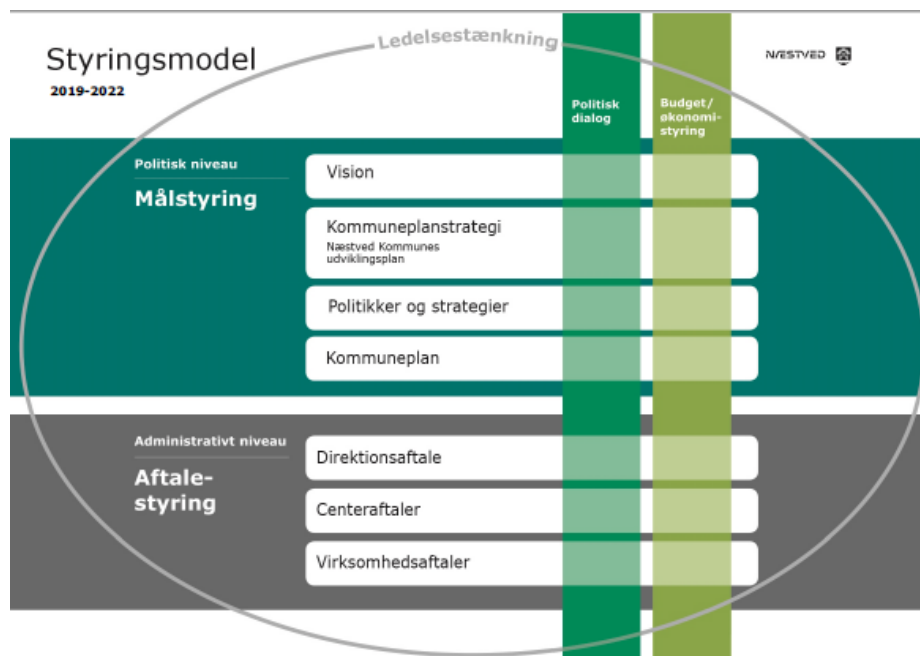 Ledelsestænkning
Styringsmodel
2019-2022
NÆSTVED
Politisk
dialog
Budget/
økonomi-
styring
Politisk niveau
Målstyring
Vision
Kommuneplanstrategi
Næstved Kommunes
udviklingsplan
Politikker og strategier
Kommuneplan
Administrativt niveau
Aftale-
styring
Direktionsaftale
Centeraftaler
Virksomhedsaftaler